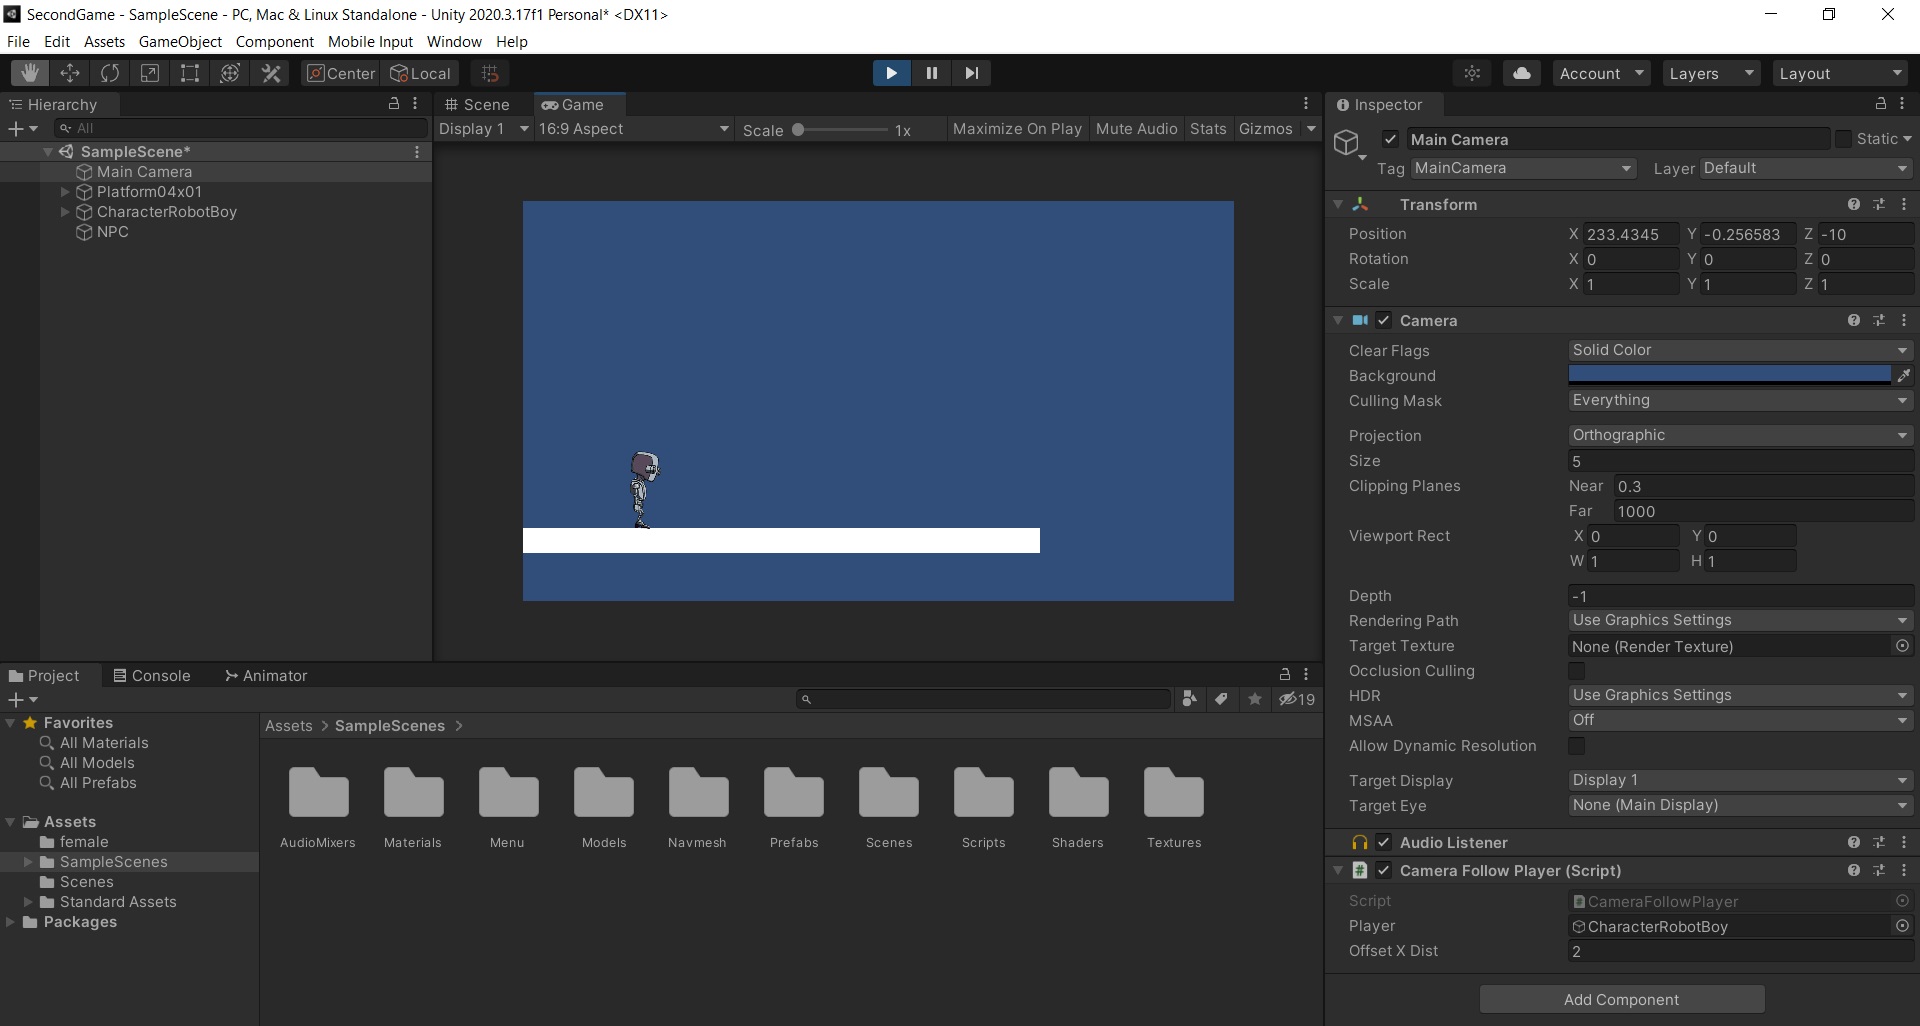 SecondGame - SampleScene - PC, Mac & Linux Standalone - Unity 2020.3.17f1 Personal* <DX11>
File Edit Assets GameObject Component Mobile Input Window Help
Center Local Account Layers Layout
Hierarchy
All
SampleScene*
Main Camera
Platform04x01
CharacterRobotBoy
NPC
Scene Game
Display 1 16:9 Aspect Scale 1x Maximize On Play Mute Audio Stats Gizmos
Project Console Animator
19
Favorites
All Materials
All Models
All Prefabs
Assets
female
SampleScenes
Scenes
Standard Assets
Packages
Assets > SampleScenes >
AudioMixers Materials Menu Models Navmesh Prefabs Scenes Scripts Shaders Textures
Inspector
Main Camera Static
Tag MainCamera Layer Default
Transform
Position X 233.4345 Y -0.256583 Z -10
Rotation X 0 Y 0 Z 0
Scale X 1 Y 1 Z 1
Camera
Clear Flags Solid Color
Background
Culling Mask Everything
Projection Orthographic
Size 5
Clipping Planes Near 0.3
Far 1000
Viewport Rect X 0 Y 0
W 1 H 1
Depth -1
Rendering Path Use Graphics Settings
Target Texture None (Render Texture)
Occlusion Culling
HDR Use Graphics Settings
MSAA Off
Allow Dynamic Resolution
Target Display Display 1
Target Eye None (Main Display)
Audio Listener
# Camera Follow Player (Script)
Script # CameraFollowPlayer
Player CharacterRobotBoy
Offset X Dist 2
Add Component